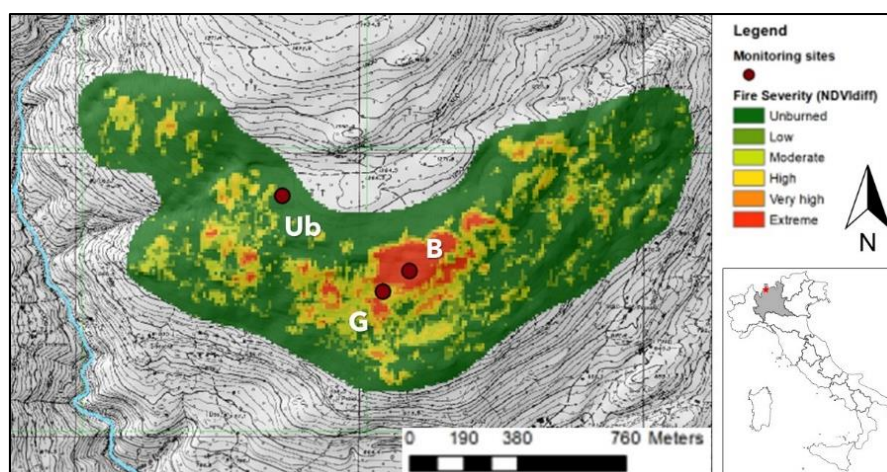 Ub
B
G
0 190 380 760 Meters
Legend
Monitoring sites
Fire Severity (NDVIdiff)
Unburned
Low
Moderate
High
Very high
Extreme
N